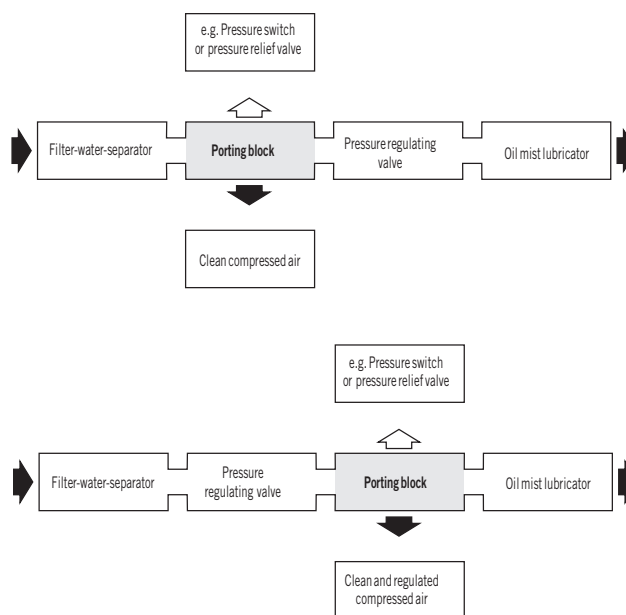 e.g. Pressure switch
or pressure relief valve
Filter-water-separator
Porting block
Pressure regulating
valve
Oil mist lubricator
Clean compressed air
e.g. Pressure switch
or pressure relief valve
Filter-water-separator
Pressure
regulating valve
Porting block
Oil mist lubricator
Clean and regulated
compressed air